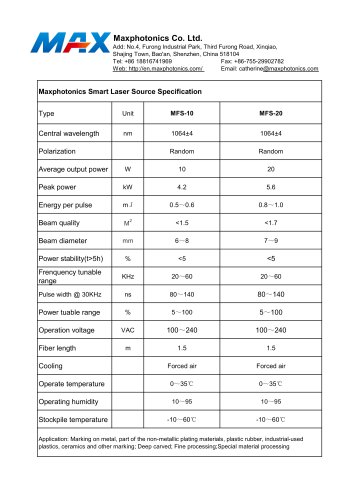 MAX
Maxphotonics Co. Ltd.
Add: No.4, Furong Industrial Park, Third Furong Road, Xinqiao,
Shajing Town, Bao'an, Shenzhen, China 518104
Tel: +86 18816741969 Fax: +86-755-29902782
Web: http://en.maxphotonics.com/ Email: catherine@maxphotonics.com
Maxphotonics Smart Laser Source Specification
Type Unit MFS-10 MFS-20
Central wavelength nm 1064±4 1064±4
Polarization Random Random
Average output power W 10 20
Peak power kW 4.2 5.6
Energy per pulse mJ 0.5～0.6 0.8～1.0
Beam quality M² <1.5 <1.7
Beam diameter mm 6～8 7～9
Power stability(t>5h) % <5 <5
Frenquency tunable
range KHz 20～60 20～60
Pulse width @ 30KHz ns 80～140 80～140
Power tuable range % 5～100 5～100
Operation voltage VAC 100～240 100～240
Fiber length m 1.5 1.5
Cooling Forced air Forced air
Operate temperature 0～35℃ 0～35℃
Operating humidity 10～95 10～95
Stockpile temperature -10～60℃ -10～60℃
Application: Marking on metal, part of the non-metallic plating materials, plastic rubber, industrial-used
plastics, ceramics and other marking; Deep carved; Fine processing;Special material processing